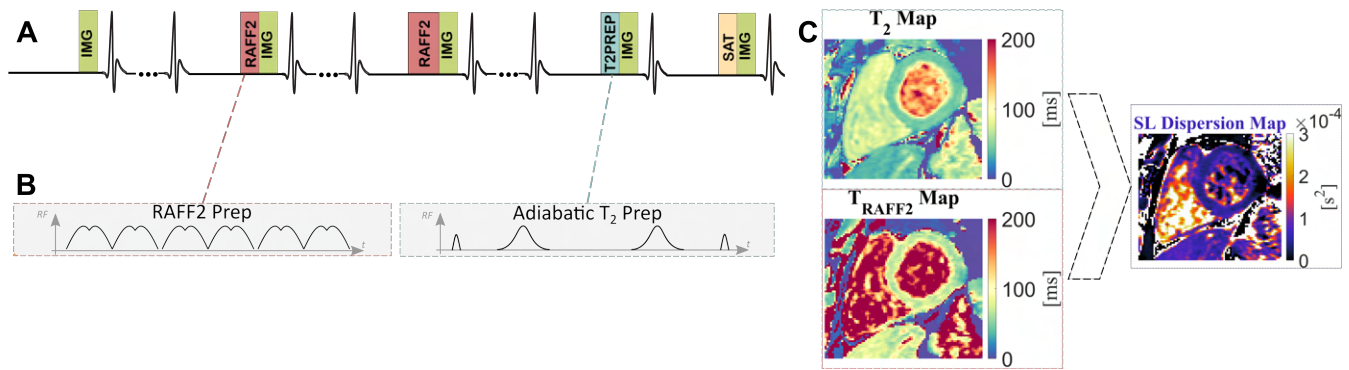 A
IMG
RAFF2
IMG
RAFF2
IMG
T2PREP
IMG
SAT
IMG
B
RAFF2 Prep
RF
t
Adiabatic T2 Prep
RF
t
C
T2 Map
200
100
0
[ms]
TRAFF2 Map
200
100
0
[ms]
SL Dispersion Map
×10-4
3
2
1
0
[s2]